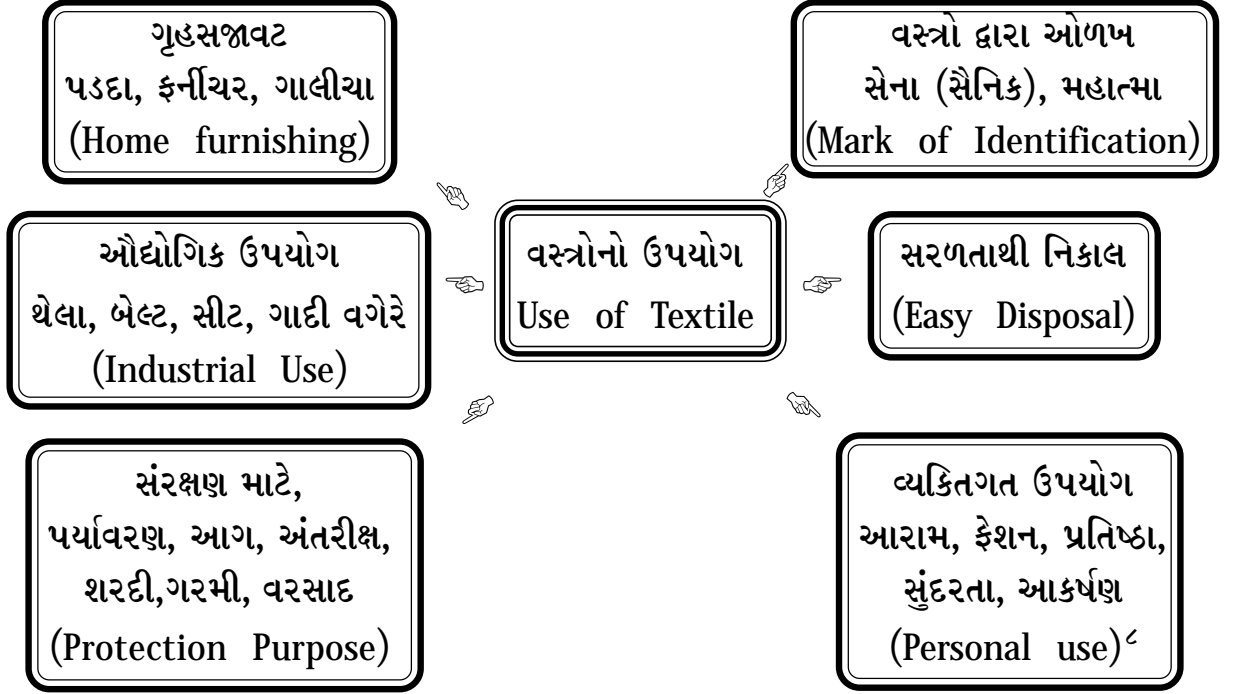 ગૃહસજાવટ
પડદા, ફર્નીચર, ગાલીચા
(Home furnishing)
વસ્ત્રો દ્વારા ઓળખ
સેના (સૈનિક), મહાત્મા
(Mark of Identification)
ઔદ્યોગિક ઉપયોગ
થેલા, બેલ્ટ, સીટ, ગાદી વગેરે
(Industrial Use)
વસ્ત્રોનો ઉપયોગ
Use of Textile
સરળતાથી નિકાલ
(Easy Disposal)
સંરક્ષણ માટે,
પર્યાવરણ, આગ, અંતરીક્ષ,
શરદી,ગરમી, વરસાદ
(Protection Purpose)
વ્યકિતગત ઉપયોગ
આરામ, ફેશન, પ્રતિષ્ઠા,
સુંદરતા, આકર્ષણ
(Personal use)૮